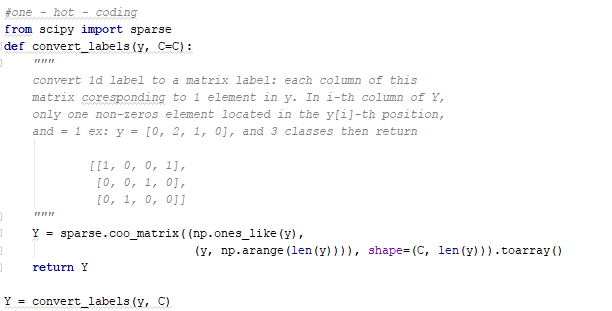 #one - hot - coding
from scipy import sparse
def convert_labels(y, C=C):
    """
    convert 1d label to a matrix label: each column of this
    matrix coresponding to 1 element in y. In i-th column of Y,
    only one non-zeros element located in the y[i]-th position,
    and = 1 ex: y = [0, 2, 1, 0], and 3 classes then return

            [[1, 0, 0, 1],
             [0, 0, 1, 0],
             [0, 1, 0, 0]]
    """
    Y = sparse.coo_matrix((np.ones_like(y),
                           (y, np.arange(len(y)))), shape=(C, len(y))).toarray()
    return Y

Y = convert_labels(y, C)